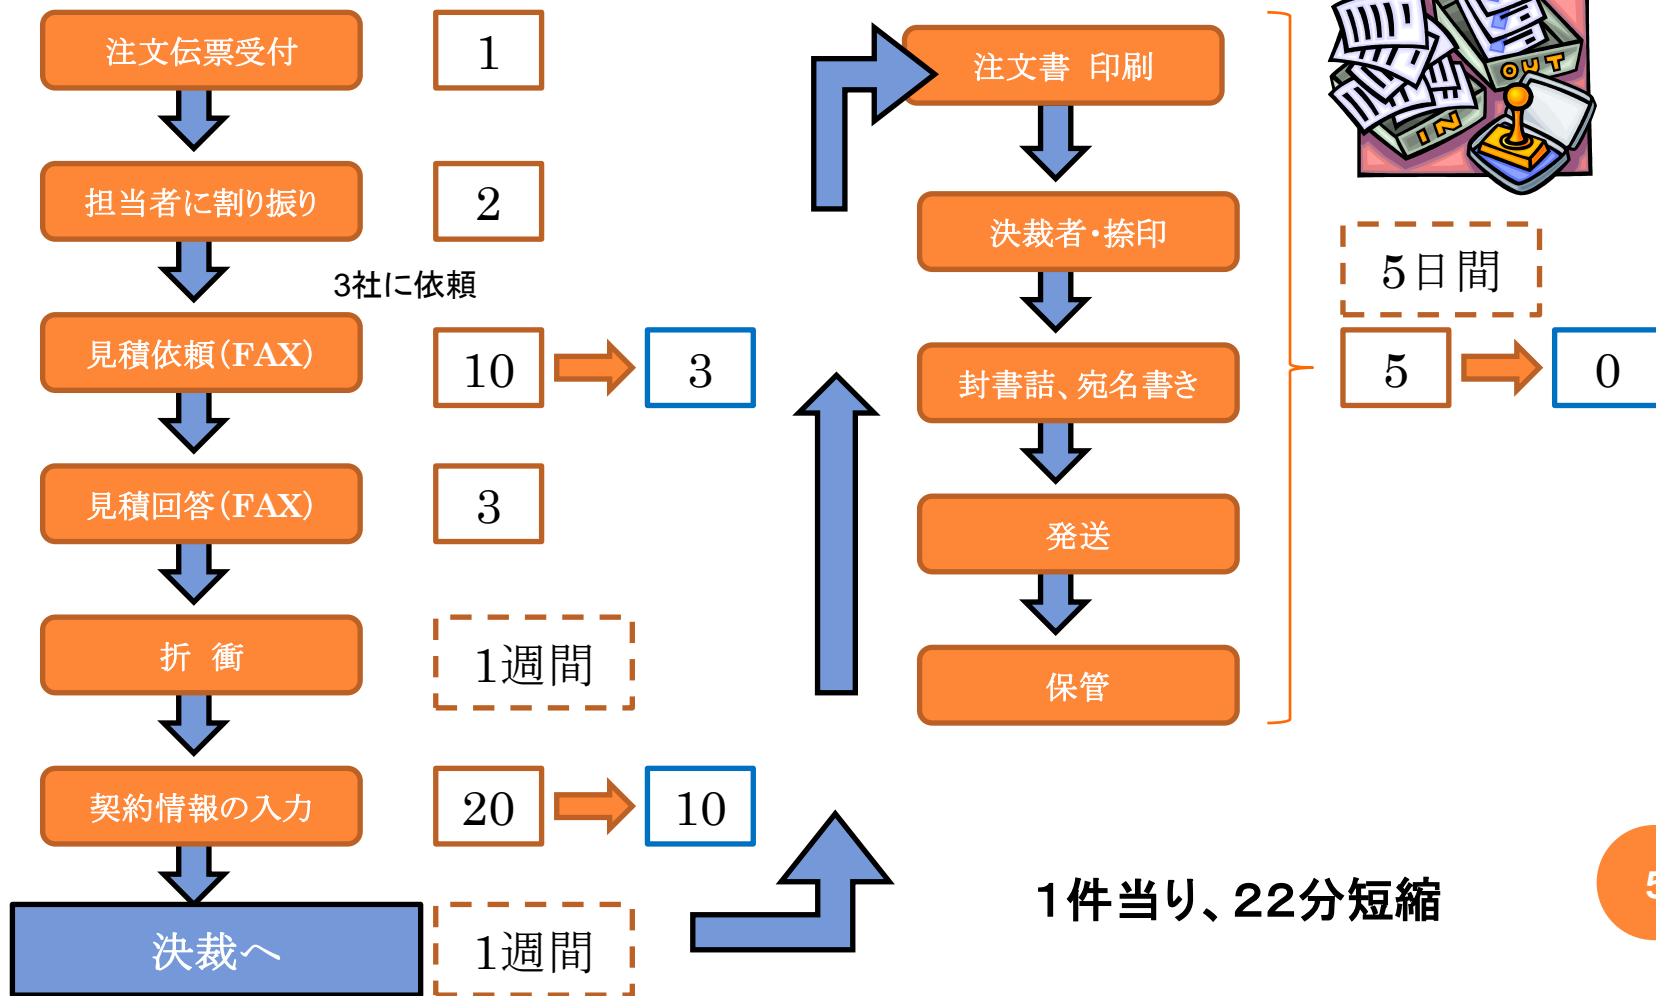 注文伝票受付
1
担当者に割り振り
2
3社に依頼
見積依頼(FAX)
10
3
見積回答(FAX)
3
折 衝
1週間
契約情報の入力
20
10
決裁へ
1週間
注文書 印刷
決裁者・捺印
封書詰、宛名書き
発送
保管
OUT
IN
5日間
5
0
1件当り、22分短縮
5